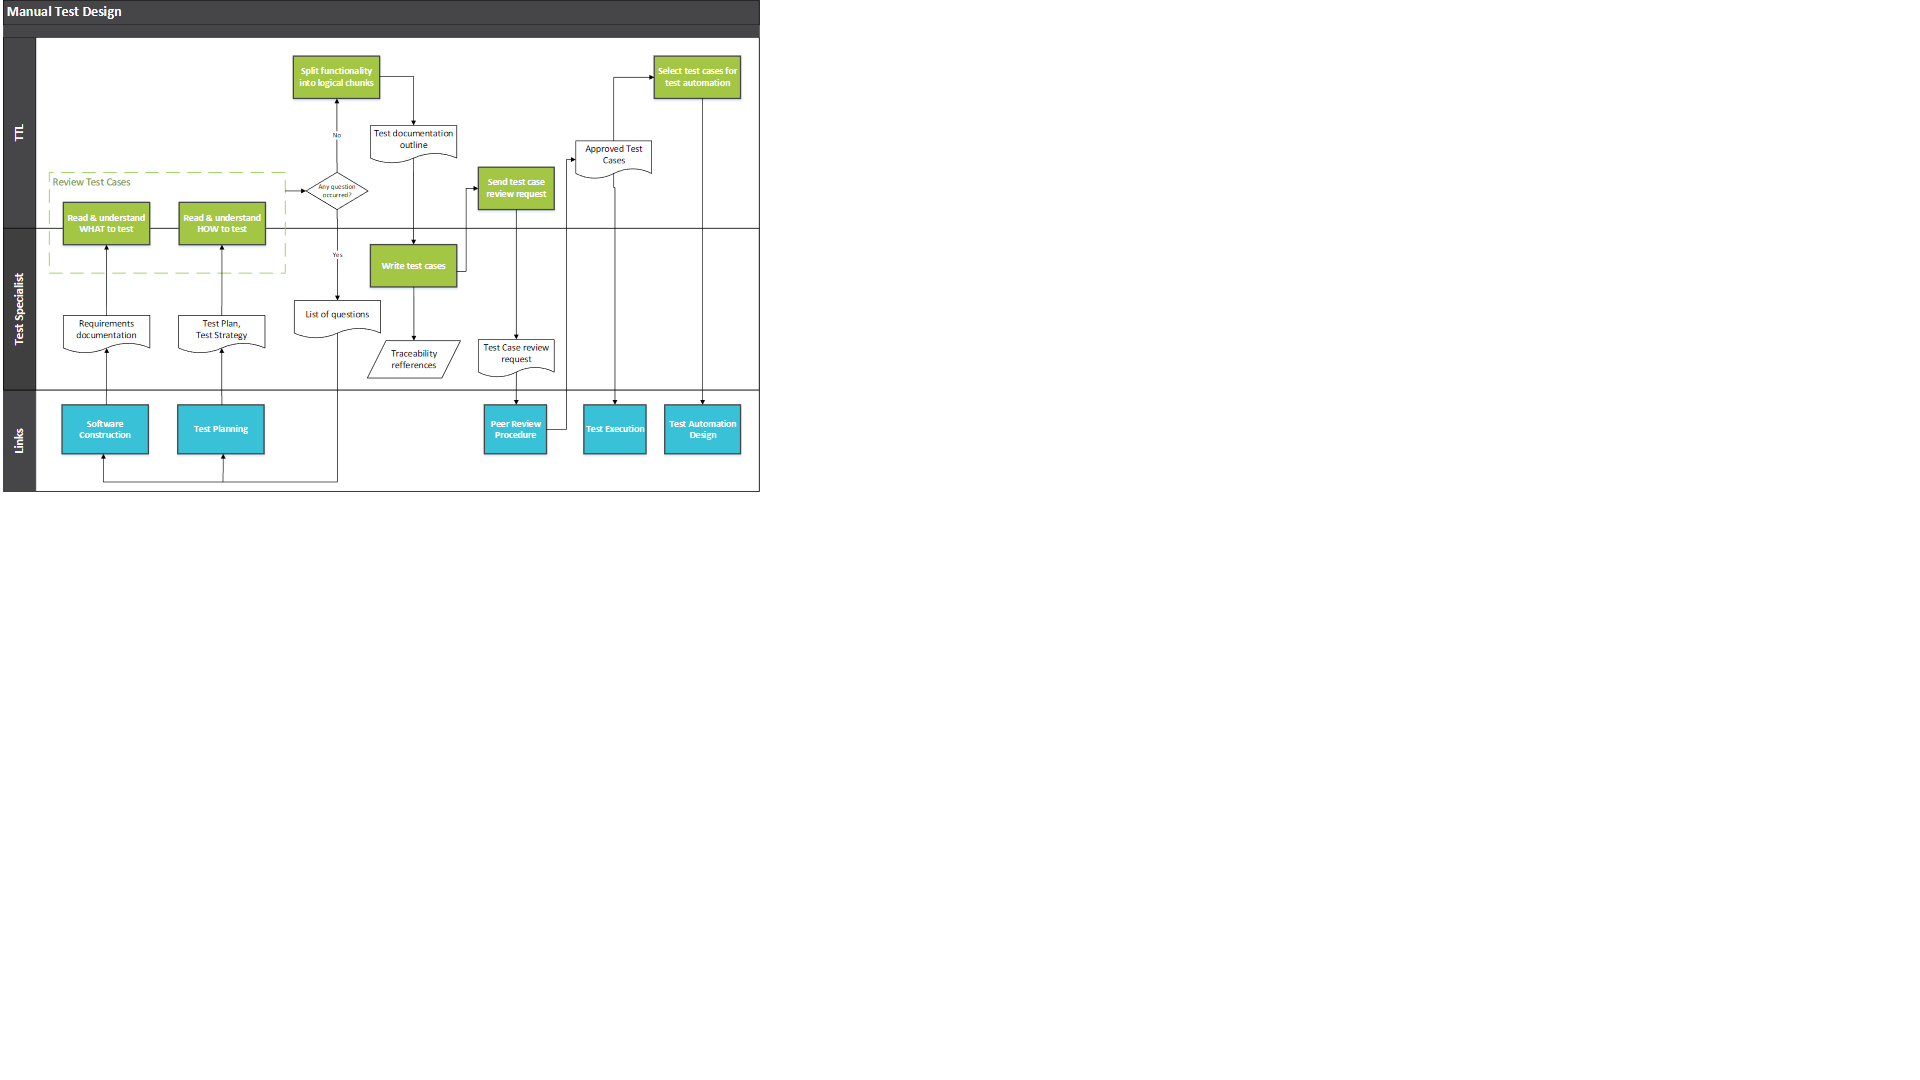 Manual Test Design
TTL
Split functionality
into logical chunks
Select test cases for
test automation
No
Test documentation
outline
Approved Test
Cases
Review Test Cases
Any question
occurred?
Send test case
review request
Read & understand
WHAT to test
Read & understand
HOW to test
Test Specialist
Yes
Write test cases
List of questions
Requirements
documentation
Test Plan,
Test Strategy
Traceability
refferences
Test Case review
request
Links
Software
Construction
Test Planning
Peer Review
Procedure
Test Execution
Test Automation
Design